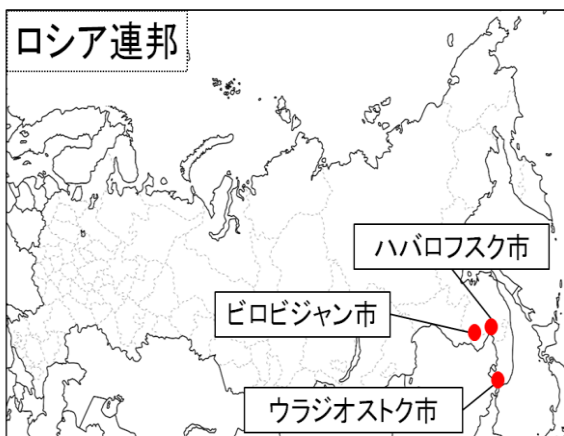 ロシア連邦
ハバロフスク市
ビロビジャン市
ウラジオストク市